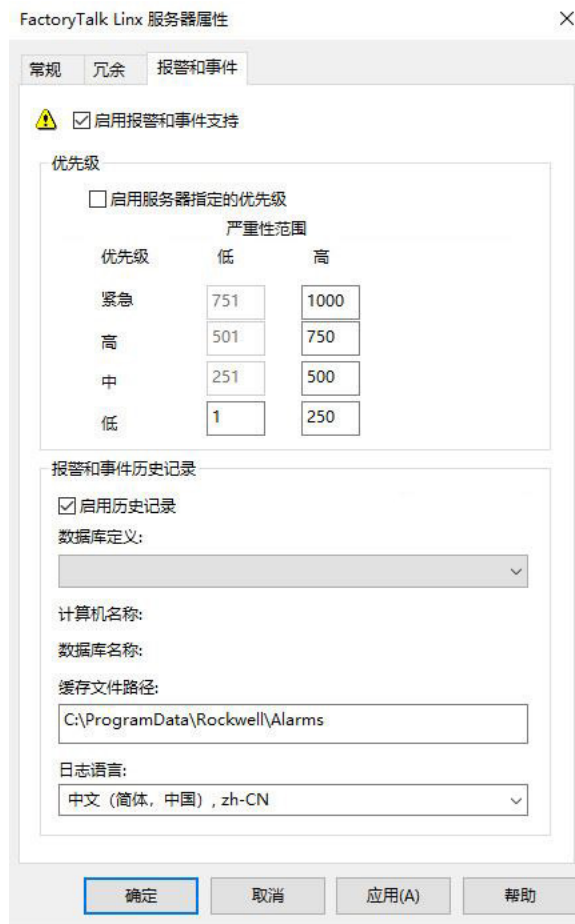 FactoryTalk Linx 服务器属性
常规 冗余 报警和事件
启用报警和事件支持
优先级
启用服务器指定的优先级
严重性范围
优先级 低 高
紧急 751 1000
高 501 750
中 251 500
低 1 250
报警和事件历史记录
启用历史记录
数据库定义:
计算机名称:
数据库名称:
缓存文件路径:
C:\ProgramData\Rockwell\Alarms
日志语言:
中文（简体，中国）, zh-CN
确定 取消 应用(A) 帮助